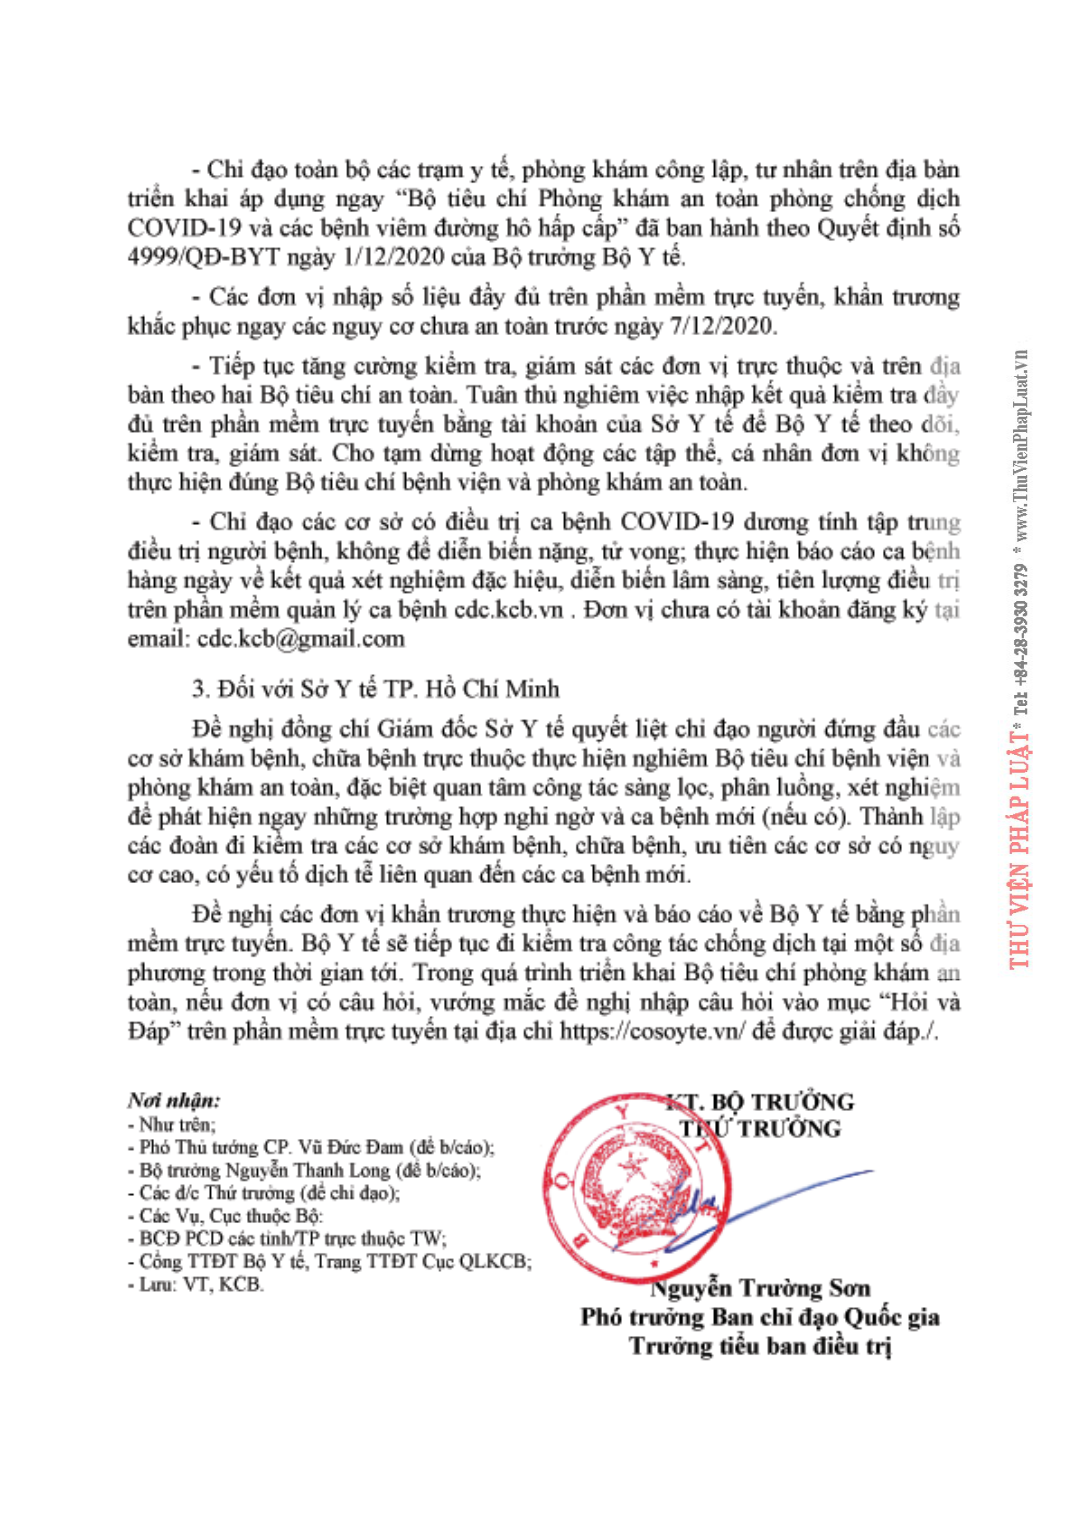 - Chỉ đạo toàn bộ các trạm y tế, phòng khám công lập, tư nhân trên địa bàn
triển khai áp dụng ngay “Bộ tiêu chí Phòng khám an toàn phòng chống dịch
COVID-19 và các bệnh viêm đường hô hấp cấp” đã ban hành theo Quyết định số
4999/QĐ-BYT ngày 1/12/2020 của Bộ trưởng Bộ Y tế.
- Các đơn vị nhập số liệu đầy đủ trên phần mềm trực tuyến, khẩn trương
khắc phục ngay các nguy cơ chưa an toàn trước ngày 7/12/2020.
- Tiếp tục tăng cường kiểm tra, giám sát các đơn vị trực thuộc và trên địa
bàn theo hai Bộ tiêu chí an toàn. Tuân thủ nghiêm việc nhập kết quả kiểm tra đầy
đủ trên phần mềm trực tuyến bằng tài khoản của Sở Y tế để Bộ Y tế theo dõi,
kiểm tra, giám sát. Cho tạm dừng hoạt động các tập thể, cá nhân đơn vị không
thực hiện đúng Bộ tiêu chí bệnh viện và phòng khám an toàn.
- Chỉ đạo các cơ sở có điều trị ca bệnh COVID-19 dương tính tập trung
điều trị người bệnh, không để diễn biến nặng, tử vong; thực hiện báo cáo ca bệnh
hàng ngày về kết quả xét nghiệm đặc hiệu, diễn biến lâm sàng, tiên lượng điều trị
trên phần mềm quản lý ca bệnh cdc.kcb.vn . Đơn vị chưa có tài khoản đăng ký tại
email: cdc.kcb@gmail.com
3. Đối với Sở Y tế TP. Hồ Chí Minh
Đề nghị đồng chí Giám đốc Sở Y tế quyết liệt chỉ đạo người đứng đầu các
cơ sở khám bệnh, chữa bệnh trực thuộc thực hiện nghiêm Bộ tiêu chí bệnh viện và
phòng khám an toàn, đặc biệt quan tâm công tác sàng lọc, phân luồng, xét nghiệm
để phát hiện ngay những trường hợp nghi ngờ và ca bệnh mới (nếu có). Thành lập
các đoàn đi kiểm tra các cơ sở khám bệnh, chữa bệnh, ưu tiên các cơ sở có nguy
cơ cao, có yếu tố dịch tễ liên quan đến các ca bệnh mới.
Đề nghị các đơn vị khẩn trương thực hiện và báo cáo về Bộ Y tế bằng phần
mềm trực tuyến. Bộ Y tế sẽ tiếp tục đi kiểm tra công tác chống dịch tại một số địa
phương trong thời gian tới. Trong quá trình triển khai Bộ tiêu chí phòng khám an
toàn, nếu đơn vị có câu hỏi, vướng mắc đề nghị nhập câu hỏi vào mục “Hỏi và
Đáp” trên phần mềm trực tuyến tại địa chỉ https://cosoyte.vn/ để được giải đáp./.
Nơi nhận:
- Như trên;
- Phó Thủ tướng CP. Vũ Đức Đam (để b/cáo);
- Bộ trưởng Nguyễn Thanh Long (để b/cáo);
- Các đ/c Thứ trưởng (để chỉ đạo);
- Các Vụ, Cục thuộc Bộ:
- BCĐ PCD các tỉnh/TP trực thuộc TW;
- Cổng TTĐT Bộ Y tế, Trang TTĐT Cục QLKCB;
- Lưu: VT, KCB.
KT. BỘ TRƯỞNG
THỨ TRƯỞNG
BỘ Y TẾ
Nguyễn Trường Sơn
Phó trưởng Ban chỉ đạo Quốc gia
Trưởng tiểu ban điều trị
THƯ VIỆN PHÁP LUẬT * Tel: +84-28-3930 3279 * www.ThuVienPhapLuat.vn